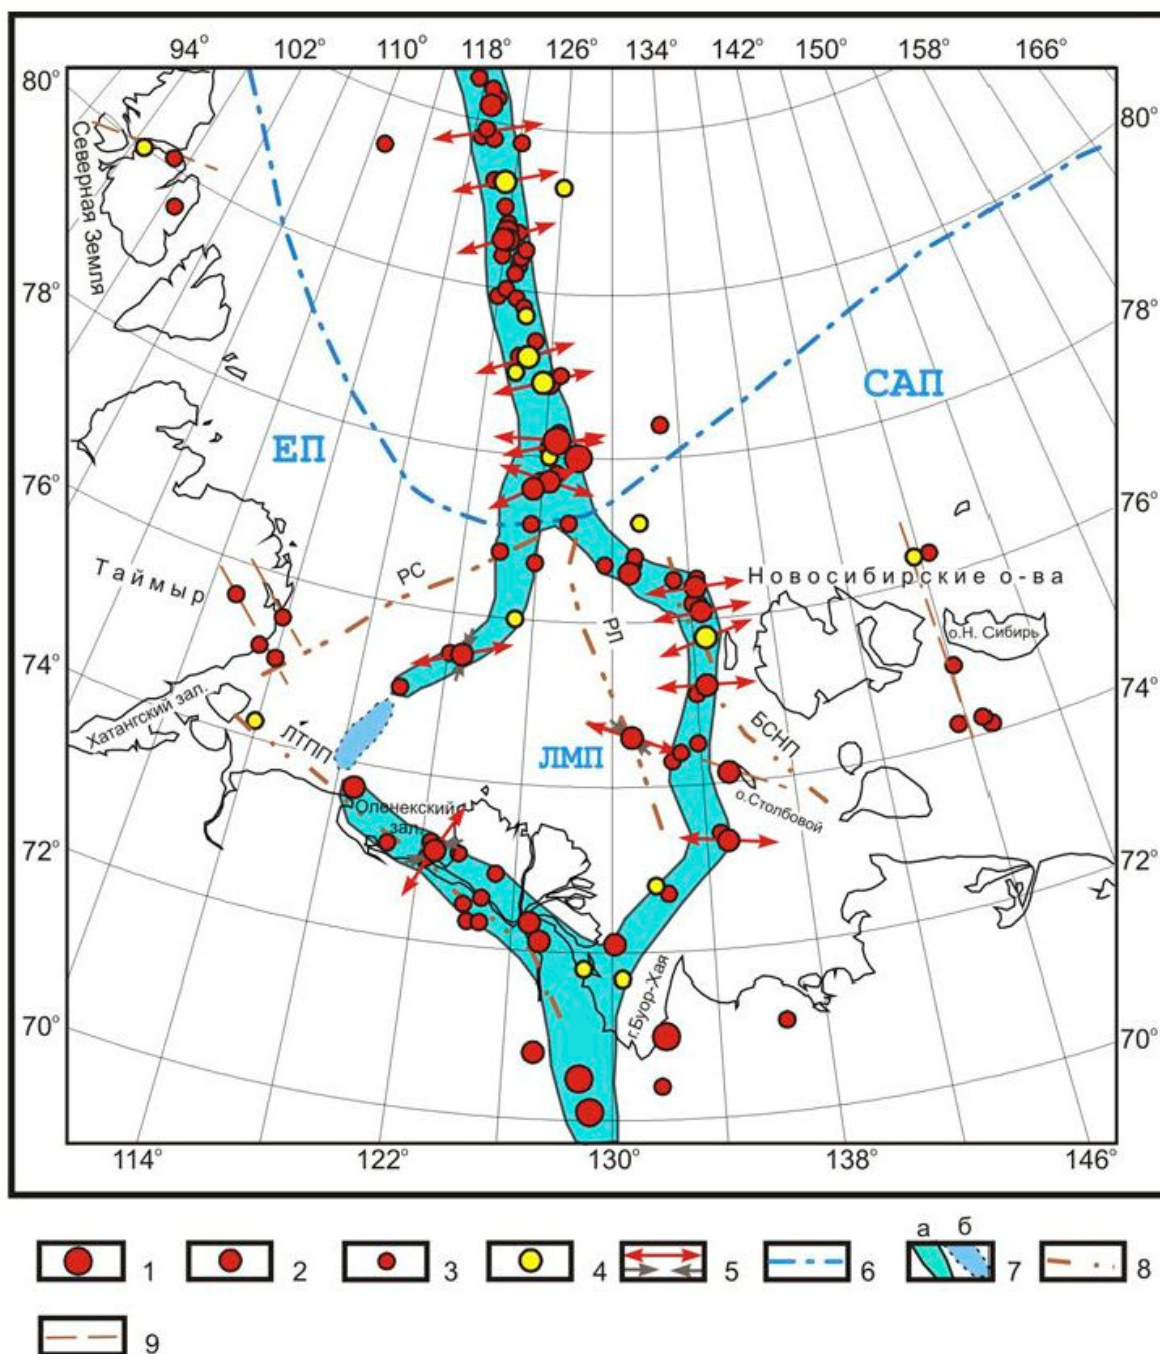 94° 102° 110° 118° 126° 134° 142° 150° 158° 166°
80°
80°
Северная Земля
78°
78°
САП
ЕП
76°
76°
Таймыр
РС
Новосибирские о-ва
РЛ
о.Н. Сибирь
74°
74°
Хатангский зал.
ЛТПП
ЛМП
БСНП
Оленекский
зал.
о.Столбовой
72°
72°
г.Буор-Хая
70°
70°
114° 122° 130° 138° 146°
а б
1 2 3 4 5 6 7 8
9